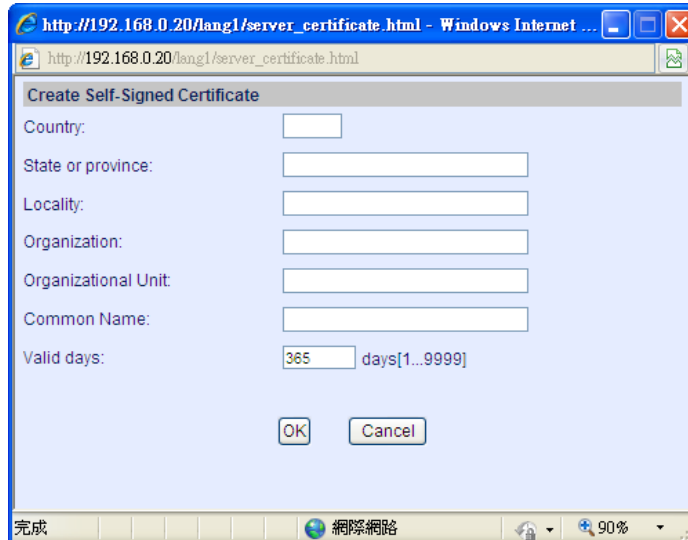 http://192.168.0.20/lang1/server_certificate.html - Windows Internet ...
http://192.168.0.20/lang1/server_certificate.html
Create Self-Signed Certificate
Country:
State or province:
Locality:
Organization:
Organizational Unit:
Common Name:
Valid days: 365 days[1...9999]
OK Cancel
完成 網際網路 90%